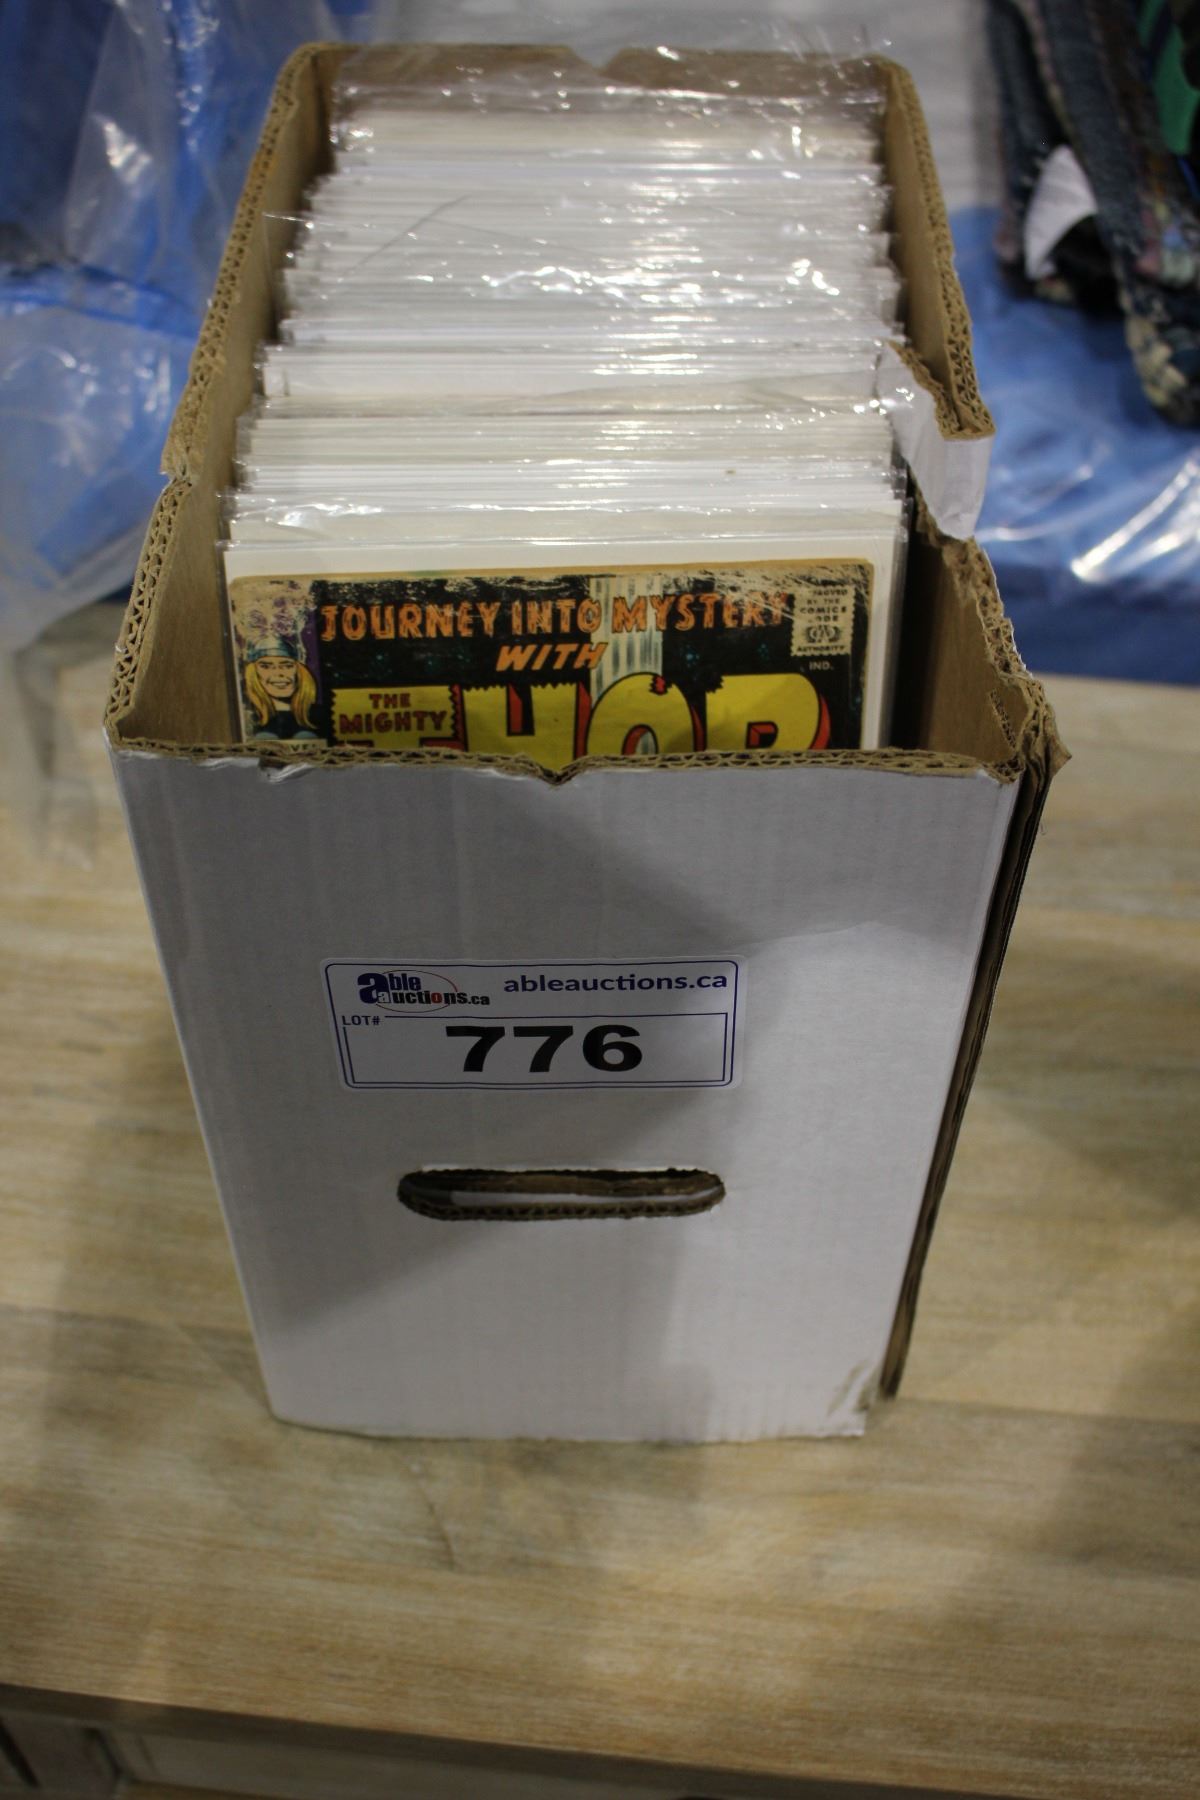 JOURNEY INTO MYSTERY
WITH
THE
MIGHTY
THOR
BY THE
COMICS
CODE
AUTHORITY
IND.
able
auctions.ca
ableauctions.ca
LOT#
776